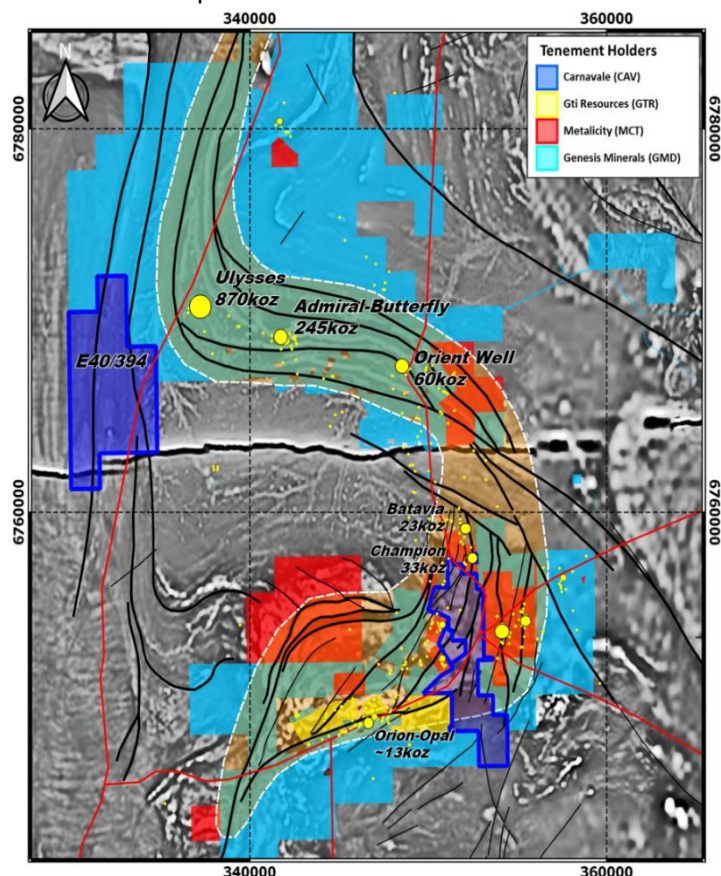 340000
360000
N
Tenement Holders
Carnavale (CAV)
Gti Resources (GTR)
Metalicity (MCT)
Genesis Minerals (GMD)
6780000
6780000
Ulysses
870koz
Admiral-Butterfly
245koz
E40/394
Orient Well
60koz
Batavia
23koz
6760000
6760000
Champion
33koz
Orion-Opal
~13koz
340000
360000